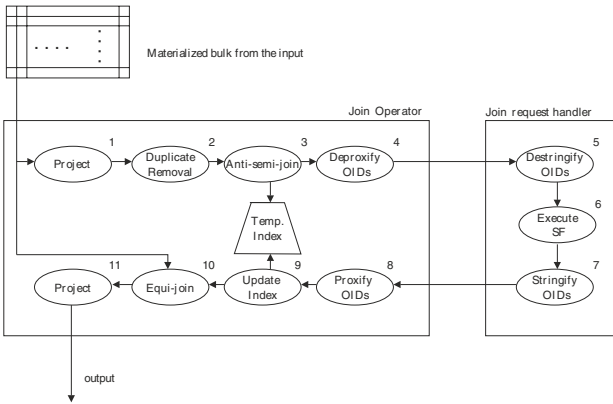 Materialized bulk from the input
Join Operator
Join request handler
1
2
3
4
5
Project
Duplicate
Removal
Anti-semi-join
Deproxify
OIDs
Destringify
OIDs
6
Execute
SF
Temp.
Index
11
10
9
8
7
Project
Equi-join
Update
Index
Proxify
OIDs
Stringify
OIDs
output